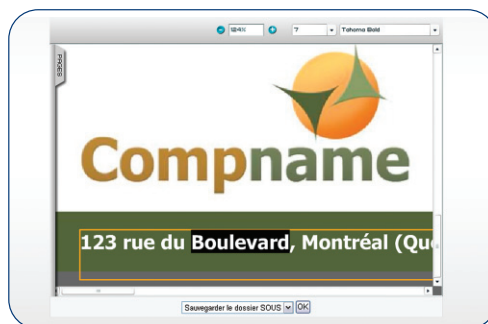 124% 7 Tahoma Bold
PAGES
Compname
123 rue du Boulevard, Montréal (Qu
Sauvegarder le dossier SOUS OK